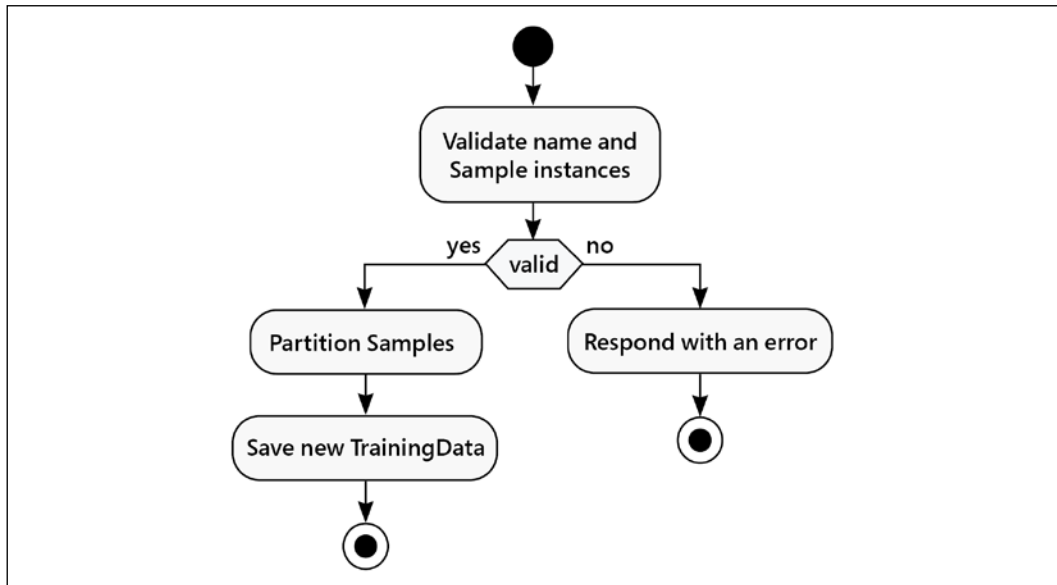 Validate name and
Sample instances
yes
valid
no
Partition Samples
Respond with an error
Save new TrainingData